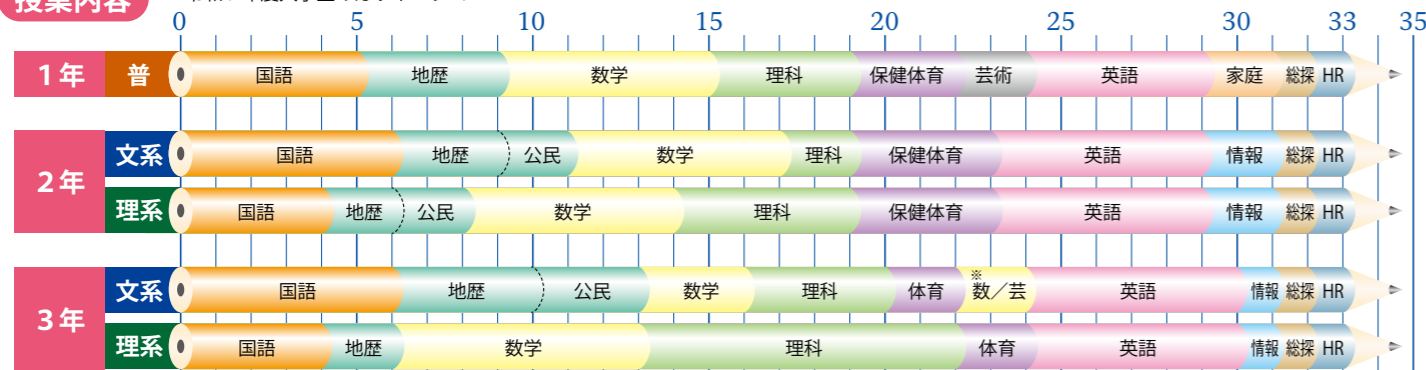 授業内容
0 5 10 15 20 25 30 33 35
1年 普 国語 地歴 数学 理科 保健体育 芸術 英語 家庭 総探 HR
2年
文系 国語 地歴 公民 数学 理科 保健体育 英語 情報 総探 HR
理系 国語 地歴 公民 数学 理科 保健体育 英語 情報 総探 HR
3年
文系 国語 地歴 公民 数学 理科 体育 ※数／芸 英語 情報 総探 HR
理系 国語 地歴 数学 理科 体育 英語 情報 総探 HR